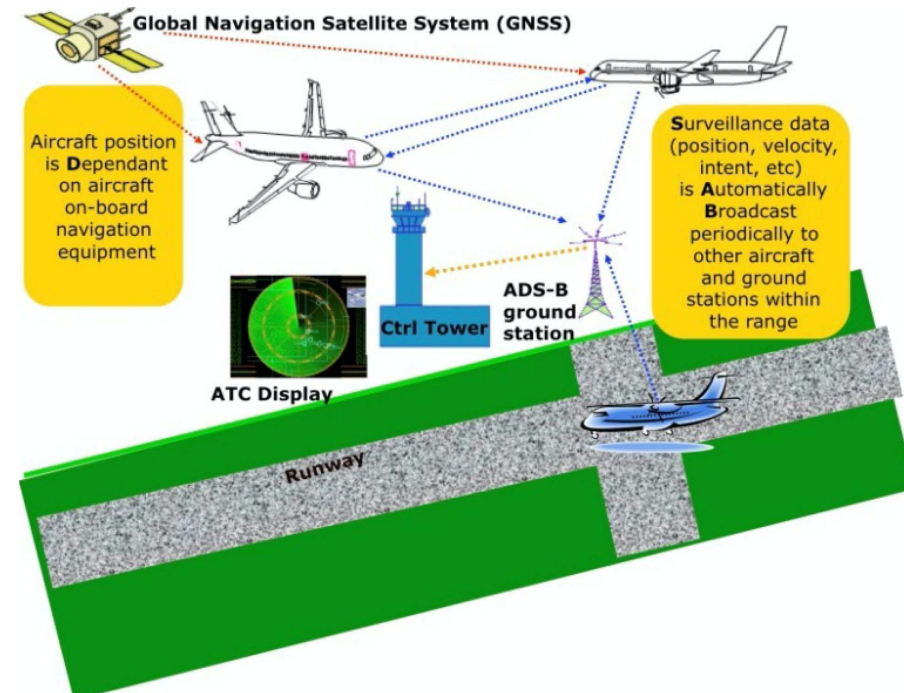 Global Navigation Satellite System (GNSS)
Aircraft position
is Dependant
on aircraft
on-board
navigation
equipment
Surveillance data
(position, velocity,
intent, etc)
is Automatically
Broadcast
periodically to
other aircraft
and ground
stations within
the range
Ctrl Tower
ADS-B
ground
station
ATC Display
Runway